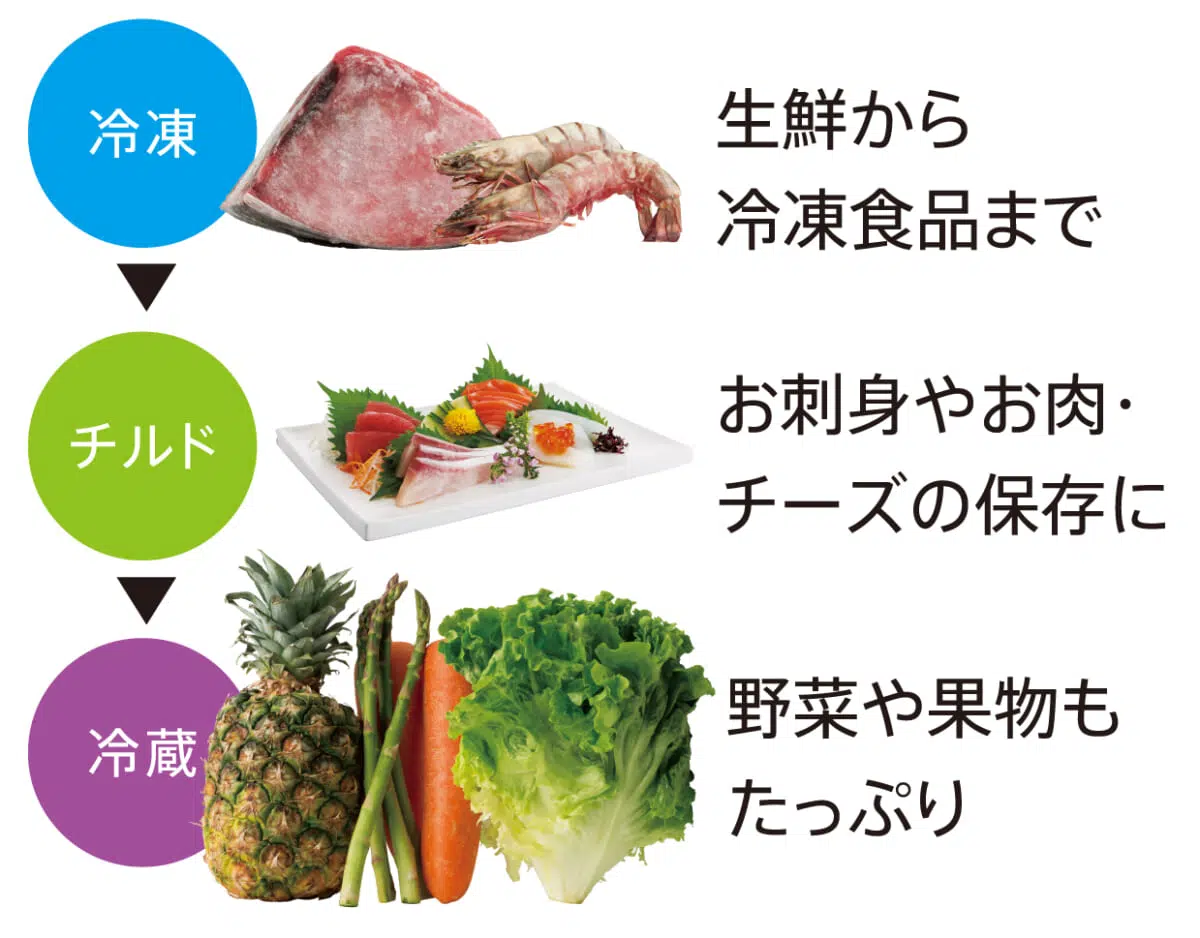 冷凍
生鮮から
冷凍食品まで
チルド
お刺身やお肉・
チーズの保存に
冷蔵
野菜や果物も
たっぷり